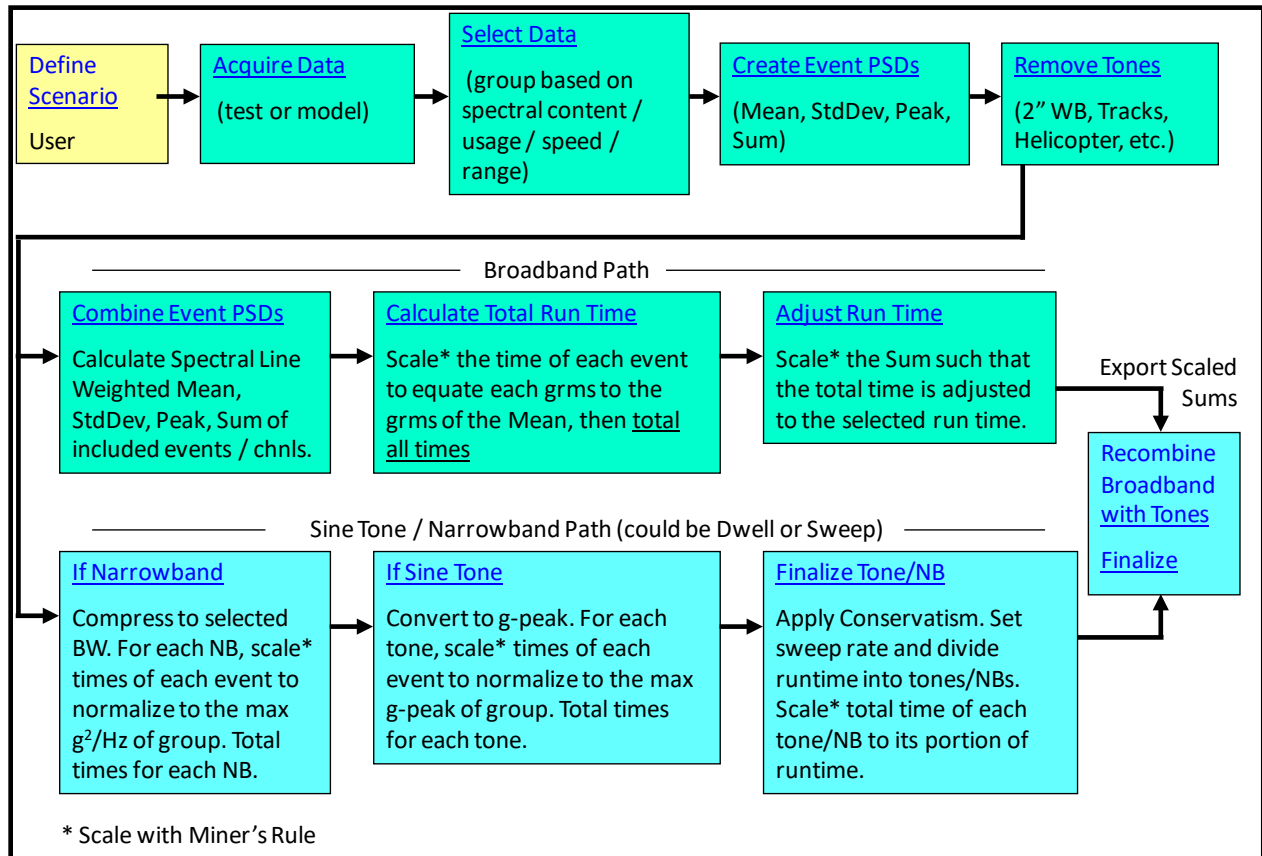 Define
Scenario
User
Acquire Data
(test or model)
Select Data
(group based on
spectral content /
usage / speed /
range)
Create Event PSDs
(Mean, StdDev, Peak,
Sum)
Remove Tones
(2” WB, Tracks,
Helicopter, etc.)
Broadband Path
Combine Event PSDs
Calculate Spectral Line
Weighted Mean,
StdDev, Peak, Sum of
included events / chnls.
Calculate Total Run Time
Scale* the time of each event
to equate each grms to the
grms of the Mean, then total
all times
Adjust Run Time
Scale* the Sum such that
the total time is adjusted
to the selected run time.
Export Scaled
Sums
Recombine
Broadband
with Tones
Finalize
Sine Tone / Narrowband Path (could be Dwell or Sweep)
If Narrowband
Compress to selected
BW. For each NB, scale*
times of each event to
normalize to the max
g²/Hz of group. Total
times for each NB.
If Sine Tone
Convert to g-peak. For each
tone, scale* times of each
event to normalize to the max
g-peak of group. Total times
for each tone.
Finalize Tone/NB
Apply Conservatism. Set
sweep rate and divide
runtime into tones/NBs.
Scale* total time of each
tone/NB to its portion of
runtime.
* Scale with Miner’s Rule